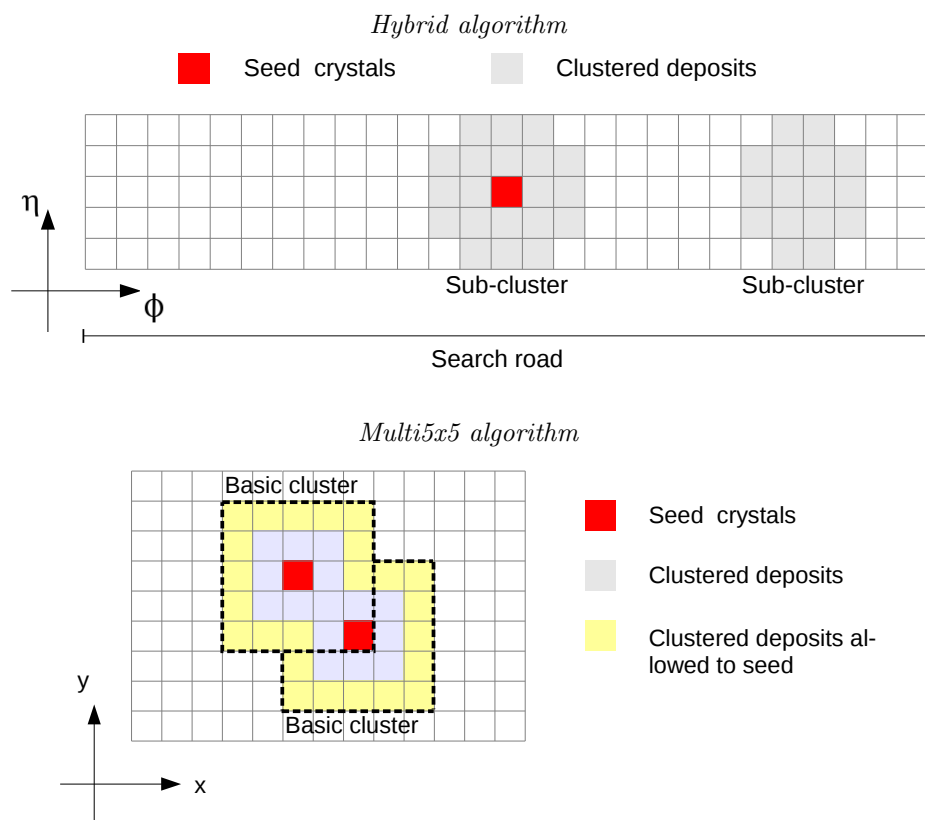 Hybrid algorithm
Seed crystals
Clustered deposits
η
ϕ
Sub-cluster
Sub-cluster
Search road
Multi5x5 algorithm
Basic cluster
Seed crystals
Clustered deposits
Clustered deposits al-
lowed to seed
y
Basic cluster
x